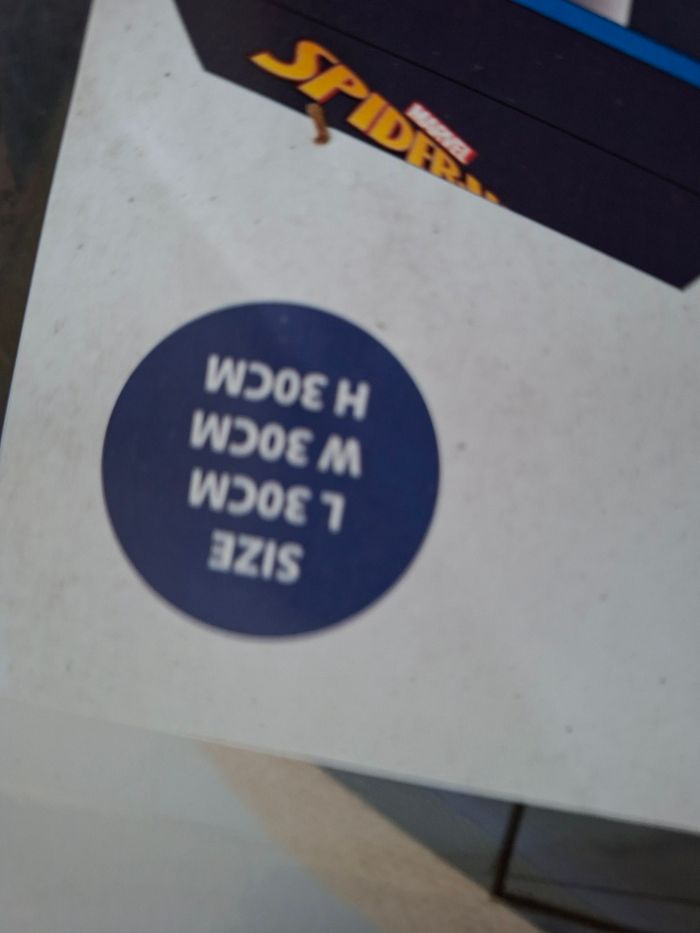 MARVEL
SPIDER-M
SIZE
L 30CM
W 30CM
H 30CM